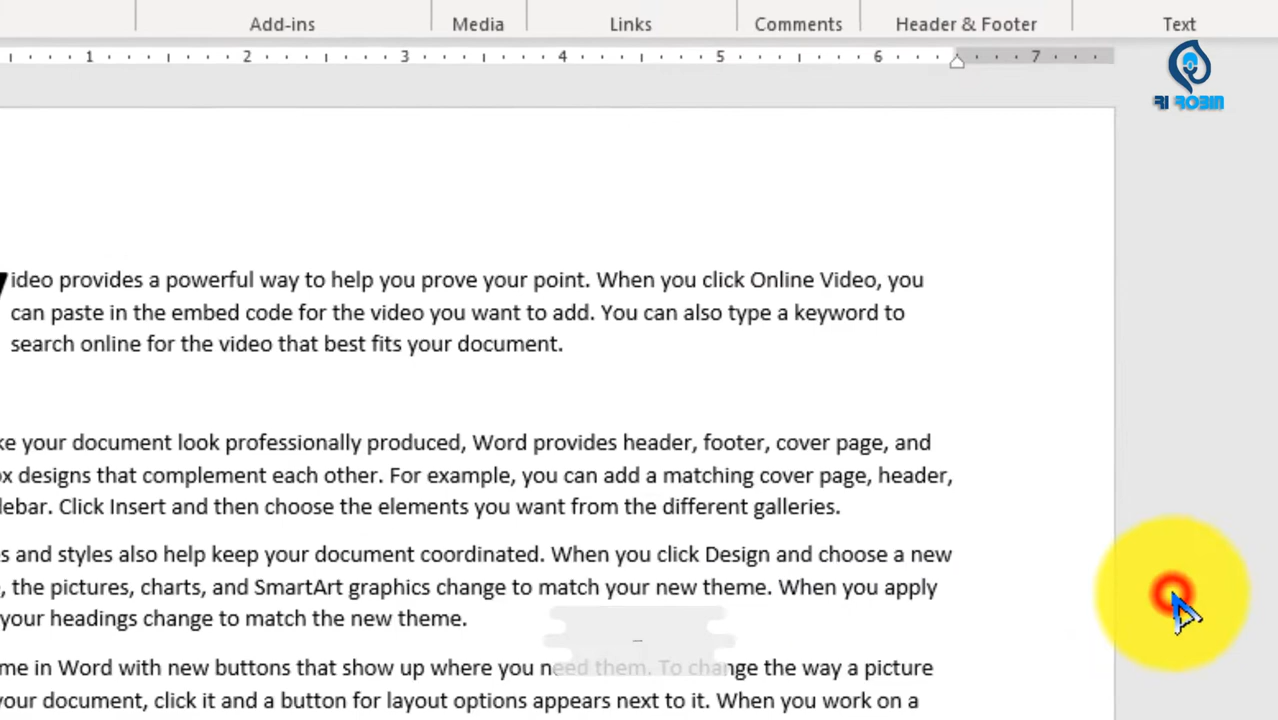 Add-ins Media Links Comments Header & Footer Text
1 2 3 4 5 6 7
RI ROBIN
ideo provides a powerful way to help you prove your point. When you click Online Video, you
can paste in the embed code for the video you want to add. You can also type a keyword to
search online for the video that best fits your document.
ke your document look professionally produced, Word provides header, footer, cover page, and
ox designs that complement each other. For example, you can add a matching cover page, header,
debar. Click Insert and then choose the elements you want from the different galleries.
s and styles also help keep your document coordinated. When you click Design and choose a new
, the pictures, charts, and SmartArt graphics change to match your new theme. When you apply
your headings change to match the new theme.
me in Word with new buttons that show up where you need them. To change the way a picture
your document, click it and a button for layout options appears next to it. When you work on a